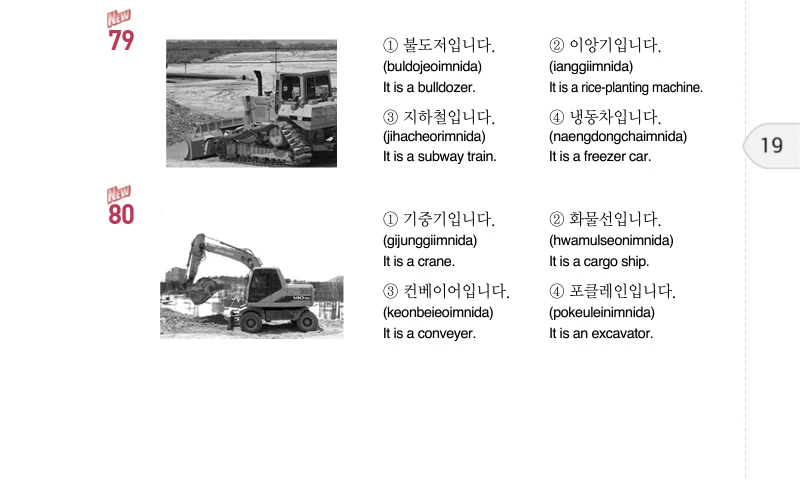 NEW
79
① 불도저입니다.
(buldojeoimnida)
It is a bulldozer.
② 이앙기입니다.
(ianggiimnida)
It is a rice-planting machine.
③ 지하철입니다.
(jihacheorimnida)
It is a subway train.
④ 냉동차입니다.
(naengdongchaimnida)
It is a freezer car.
19
NEW
80
① 기중기입니다.
(gijunggiimnida)
It is a crane.
② 화물선입니다.
(hwamulseonimnida)
It is a cargo ship.
③ 컨베이어입니다.
(keonbeieoimnida)
It is a conveyer.
④ 포클레인입니다.
(pokeuleinimnida)
It is an excavator.